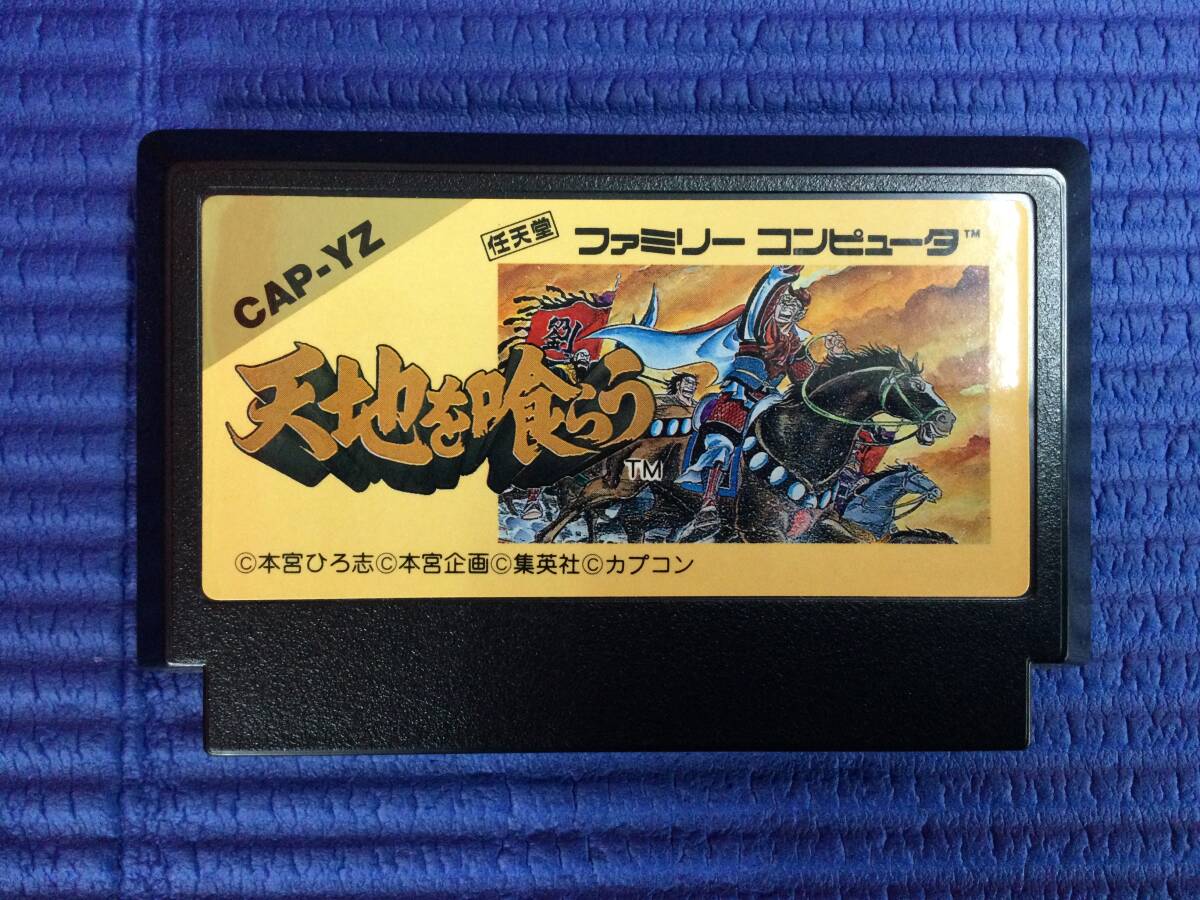 CAP-YZ
任天堂 ファミリー コンピュータ™
劉
天地を喰らう
TM
©本宮ひろ志©本宮企画©集英社©カプコン